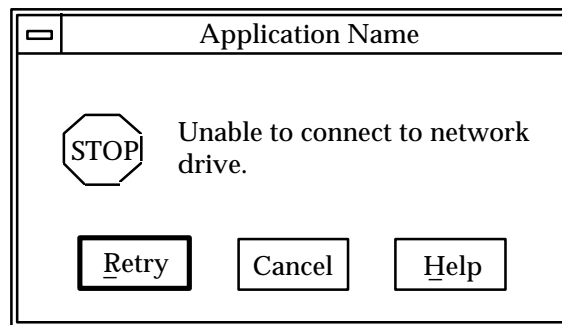 Application Name
STOP
Unable to connect to network
drive.
Retry
Cancel
Help